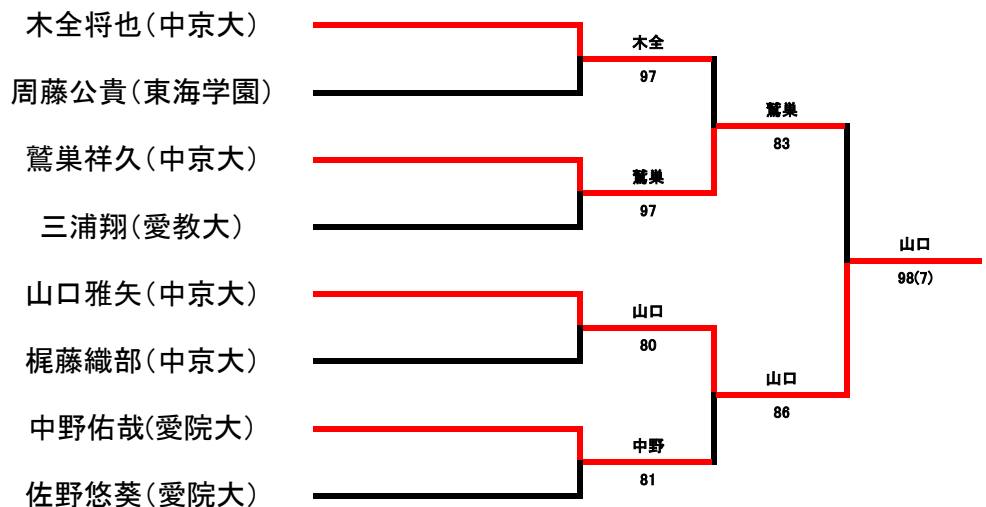 木全将也(中京大)
周藤公貴(東海学園)
鷲巣祥久(中京大)
三浦翔(愛教大)
山口雅矢(中京大)
梶藤織部(中京大)
中野佑哉(愛院大)
佐野悠葵(愛院大)
木全
97
鷲巣
97
山口
80
中野
81
鷲巣
83
山口
86
山口
98(7)